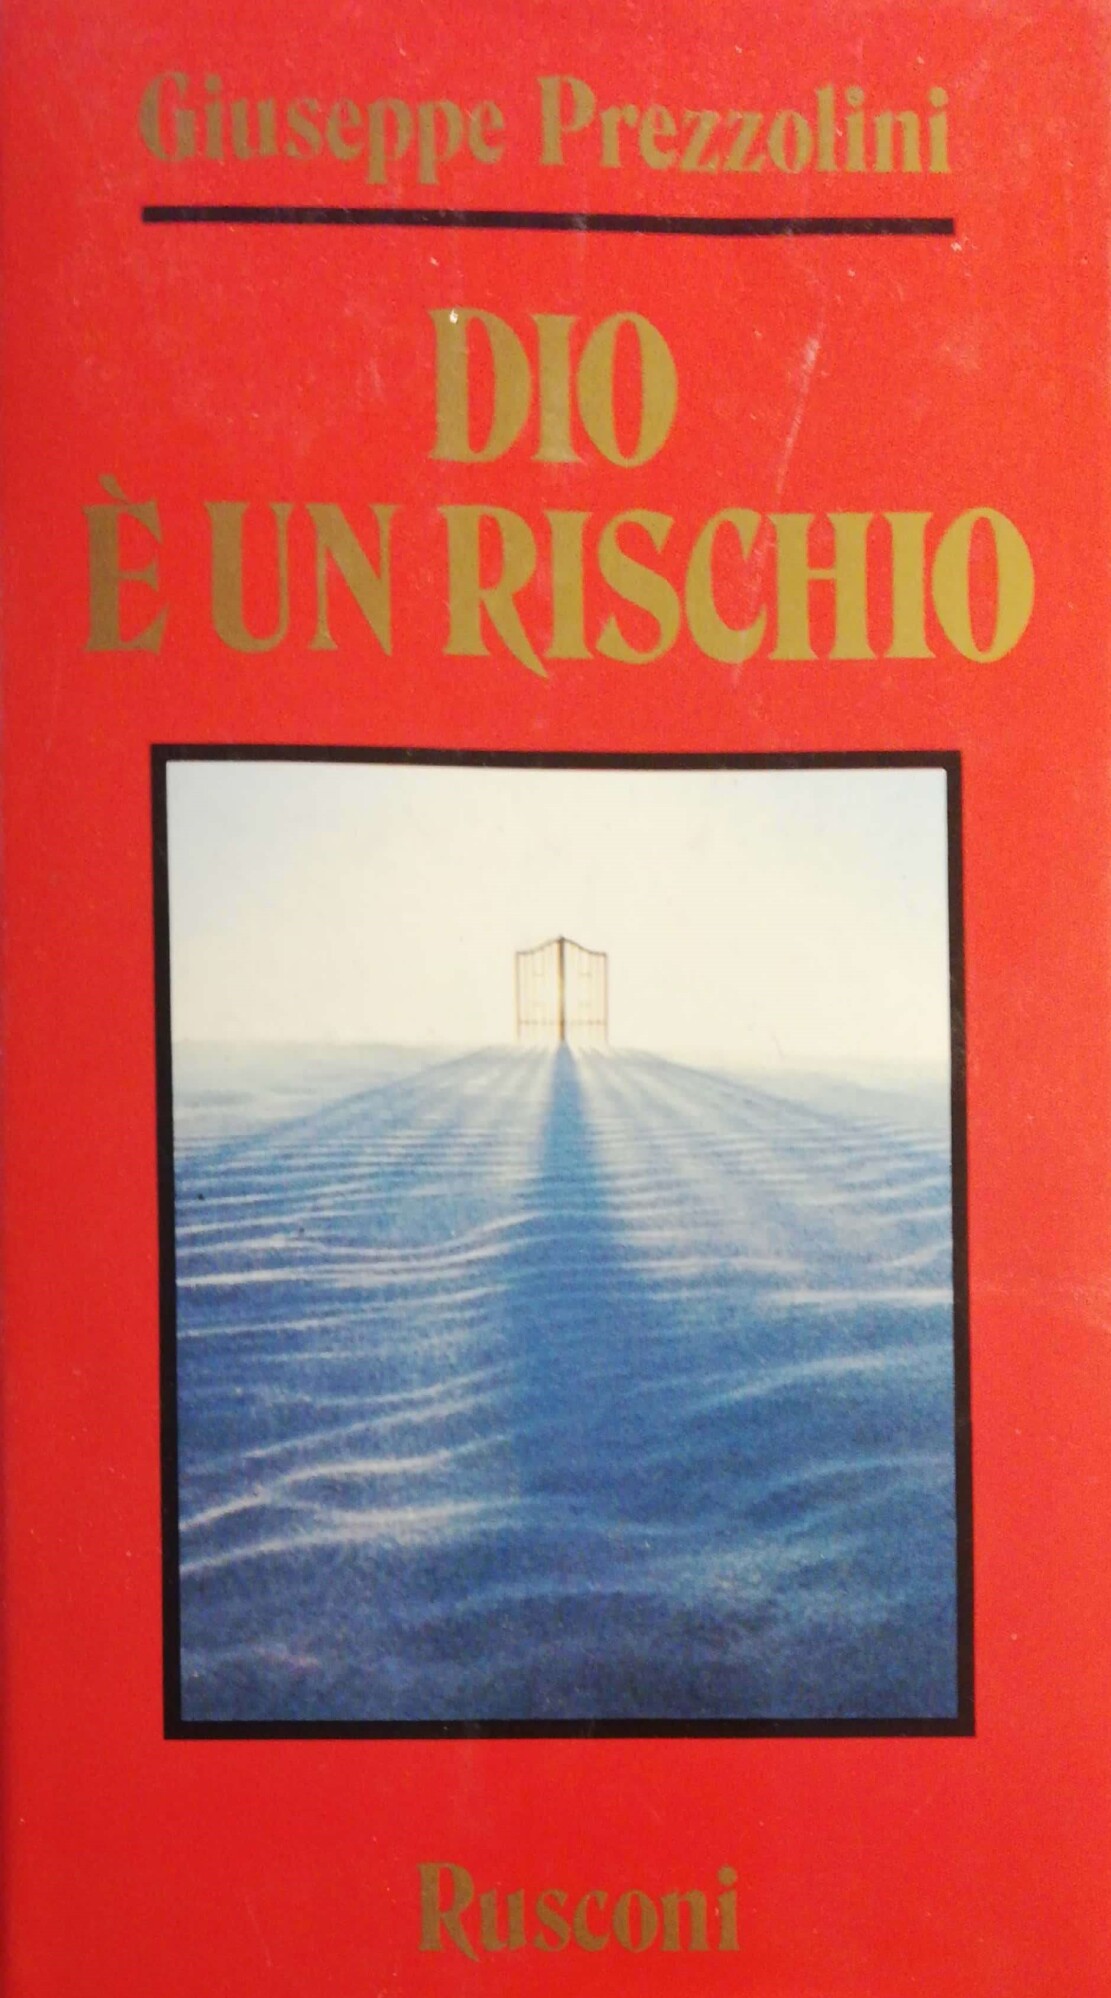 Giuseppe Prezzolini
DIO
È UN RISCHIO
Rusconi